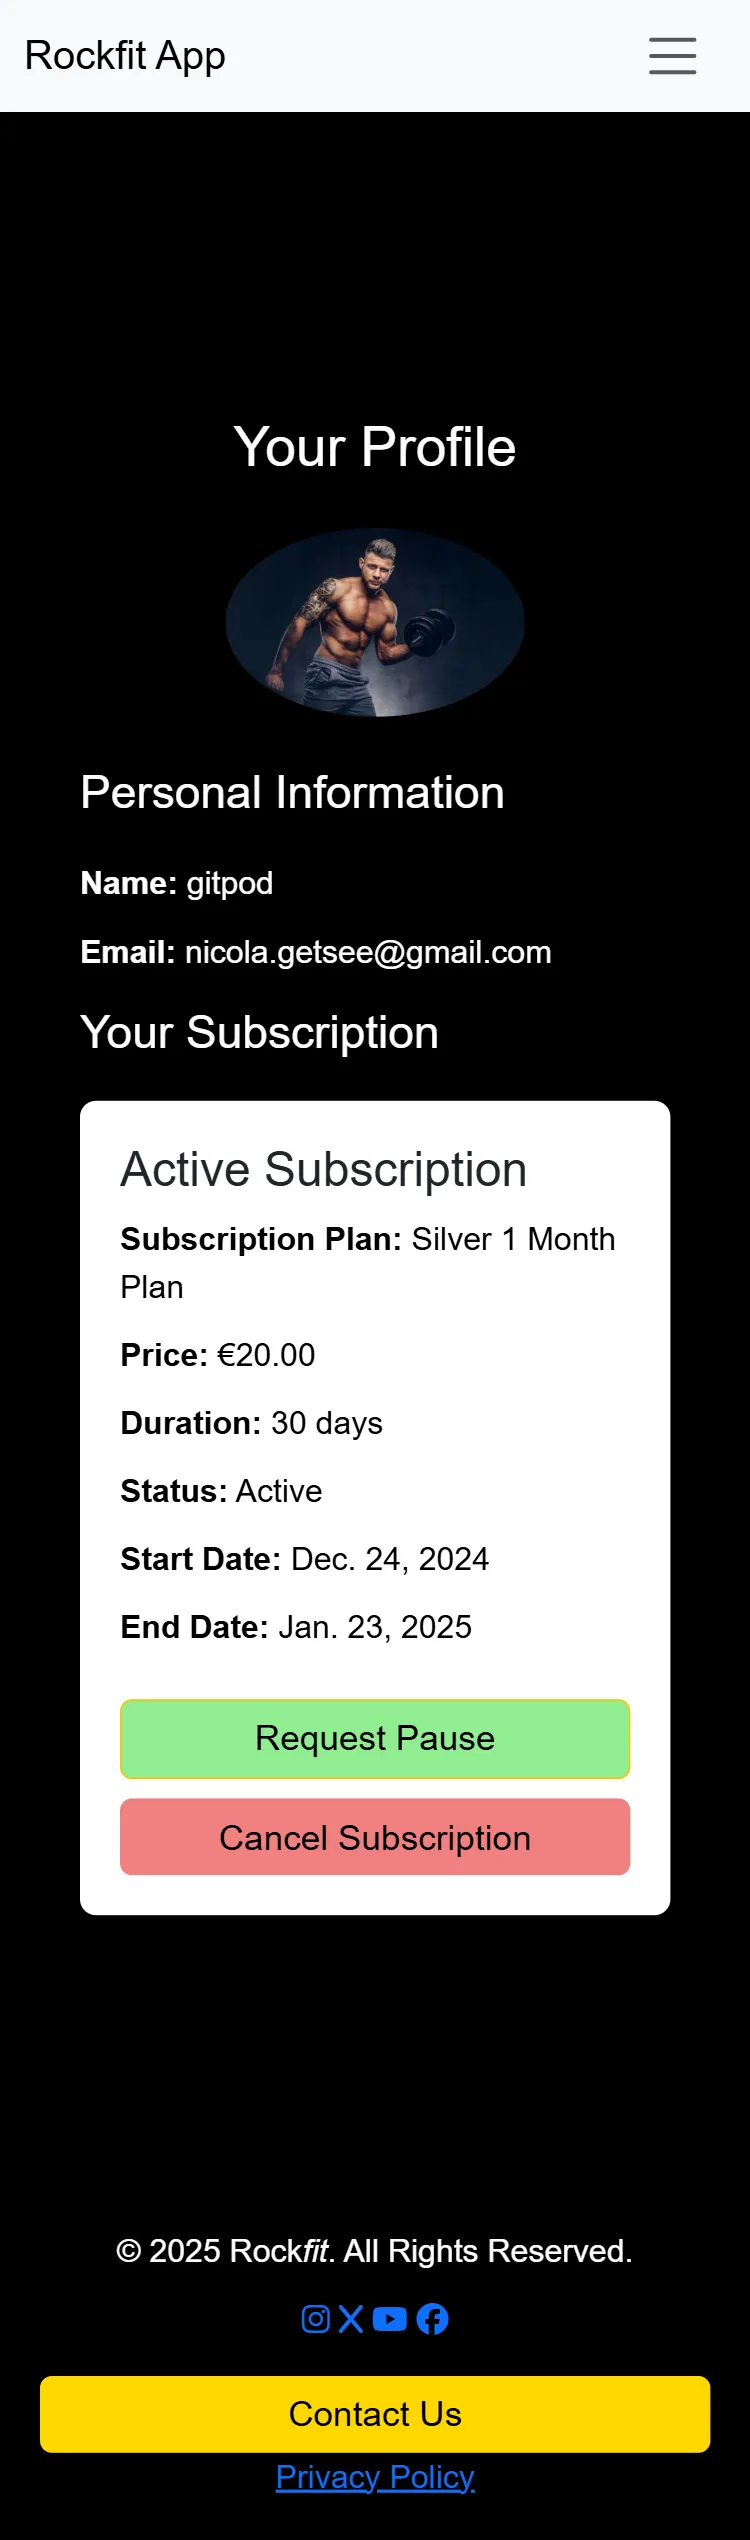 Rockfit App
Your Profile
Personal Information
Name: gitpod
Email: nicola.getsee@gmail.com
Your Subscription
Active Subscription
Subscription Plan: Silver 1 Month
Plan
Price: €20.00
Duration: 30 days
Status: Active
Start Date: Dec. 24, 2024
End Date: Jan. 23, 2025
Request Pause
Cancel Subscription
© 2025 Rockfit. All Rights Reserved.
Contact Us
Privacy Policy